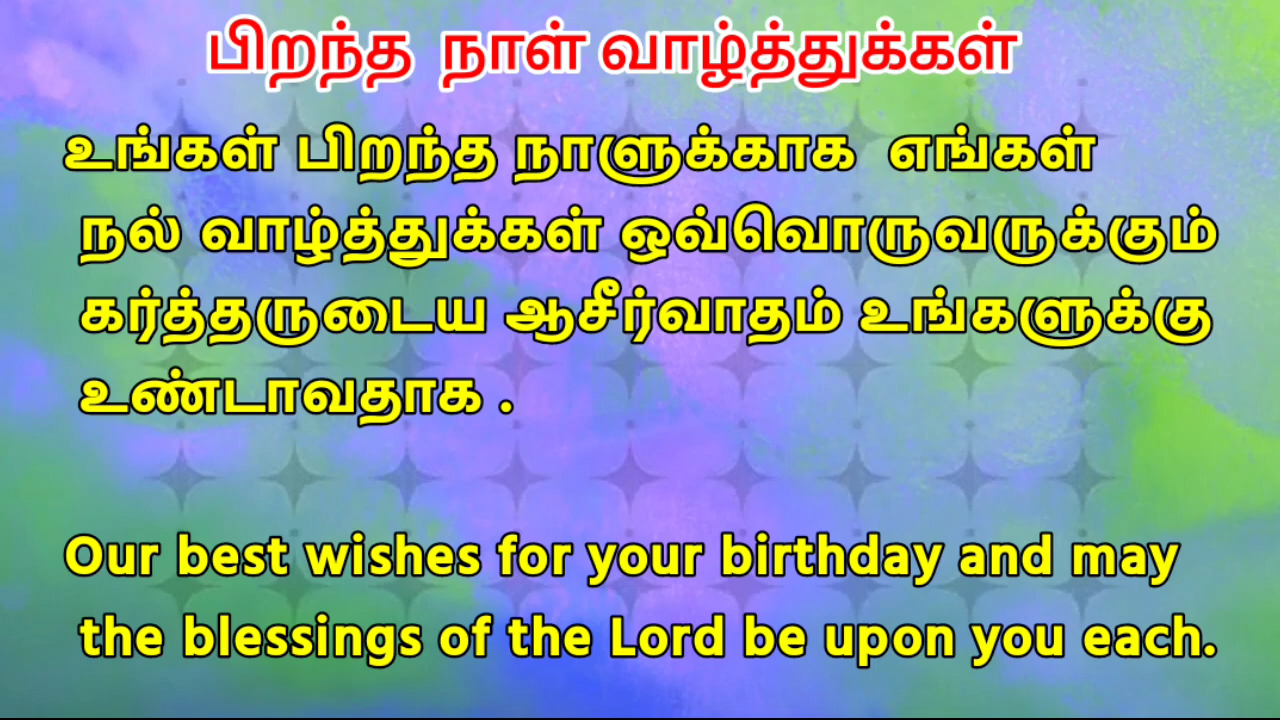 பிறந்த நாள் வாழ்த்துக்கள்
உங்கள் பிறந்த நாளுக்காக எங்கள்
நல் வாழ்த்துக்கள் ஒவ்வொருவருக்கும்
கர்த்தருடைய ஆசீர்வாதம் உங்களுக்கு
உண்டாவதாக .
Our best wishes for your birthday and may
the blessings of the Lord be upon you each.